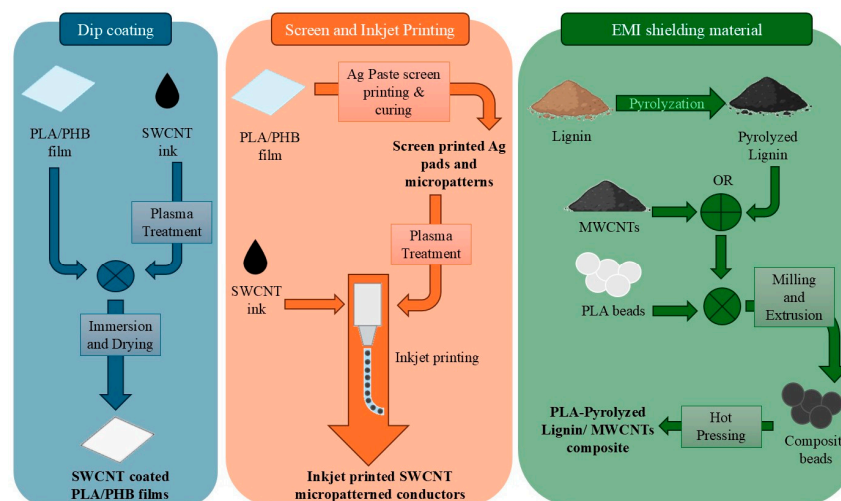 Dip coating
PLA/PHB
film
SWCNT
ink
Plasma
Treatment
Immersion
and Drying
SWCNT coated
PLA/PHB films
Screen and Inkjet Printing
PLA/PHB
film
Ag Paste screen
printing &
curing
Screen printed Ag
pads and
micropatterns
Plasma
Treatment
SWCNT
ink
Inkjet printing
Inkjet printed SWCNT
micropatterned conductors
EMI shielding material
Lignin
Pyrolyzation
Pyrolyzed
Lignin
OR
MWCNTs
PLA beads
Milling
and
Extrusion
Composite
beads
Hot
Pressing
PLA-Pyrolyzed
Lignin/ MWCNTs
composite